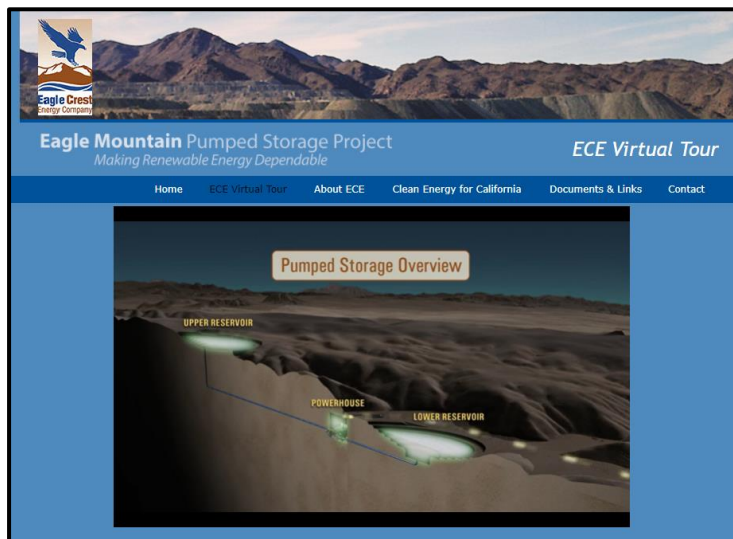 Eagle Crest
Energy Company
Eagle Mountain Pumped Storage Project
Making Renewable Energy Dependable
ECE Virtual Tour
Home ECE Virtual Tour About ECE Clean Energy for California Documents & Links Contact
Pumped Storage Overview
UPPER RESERVOIR
POWERHOUSE
LOWER RESERVOIR